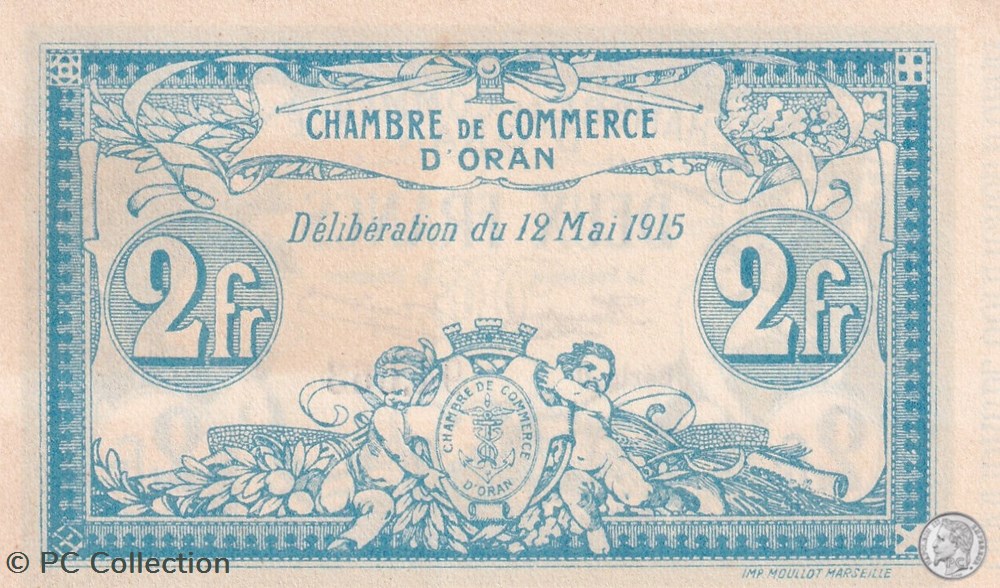 CHAMBRE DE COMMERCE
D'ORAN
Délibération du 12 Mai 1915
2fr 2fr
CHAMBRE DE COMMERCE
D'ORAN
© PC Collection
IMP. MOULLOT MARSEILLE